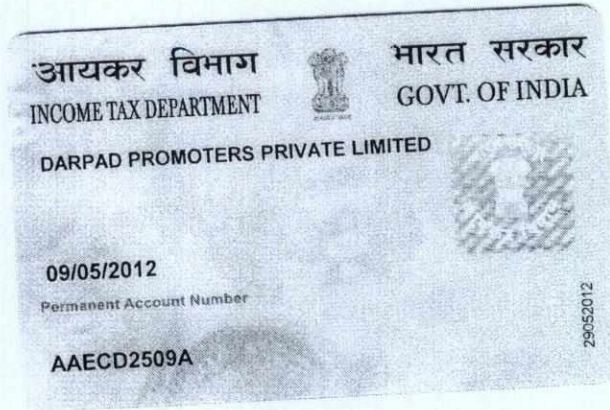 आयकर विभाग
INCOME TAX DEPARTMENT
भारत सरकार
GOVT. OF INDIA
DARPAD PROMOTERS PRIVATE LIMITED
09/05/2012
Permanent Account Number
AAECD2509A
29052012